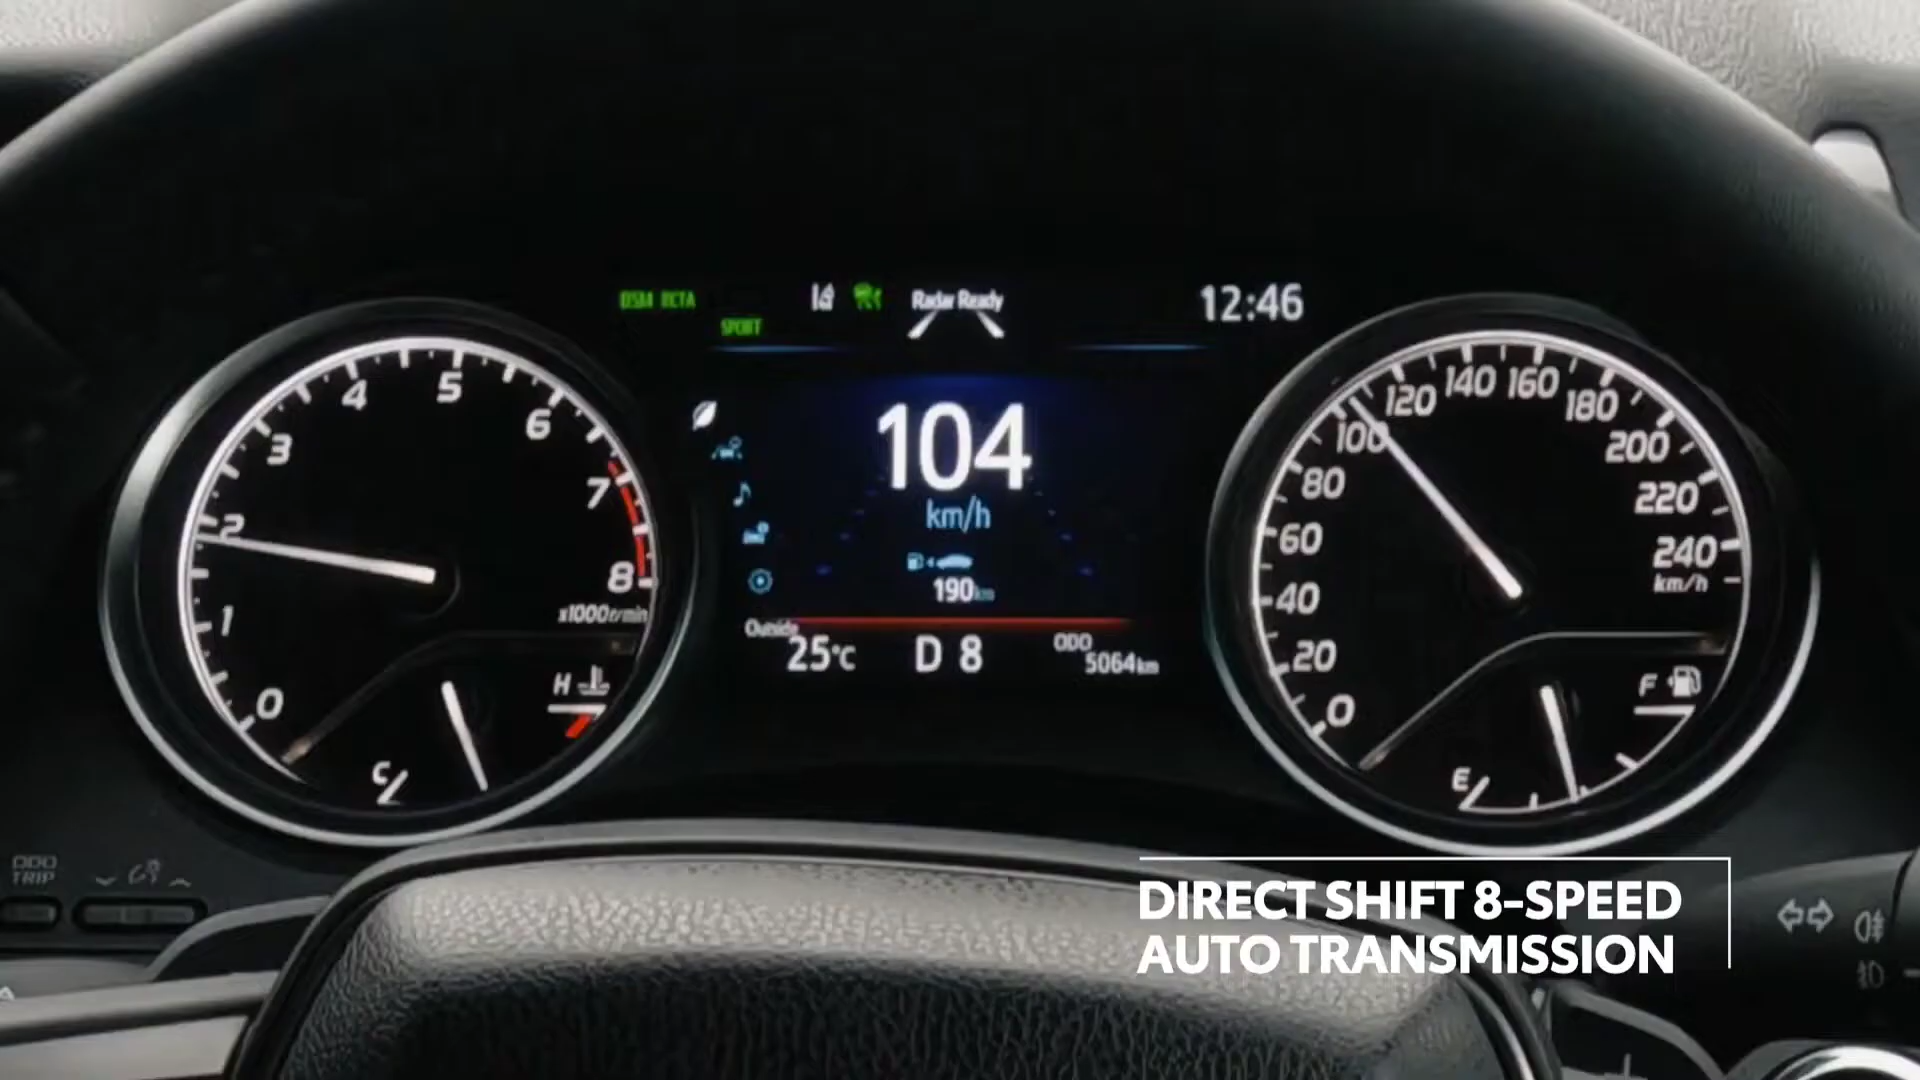 BSM RCTA
SPORT
Radar Ready
12:46
0
1
2
3
4
5
6
7
8
x1000r/min
C
H
104
km/h
190km
Outside
25°C
D 8
ODO
5064km
0
20
40
60
80
100
120
140
160
180
200
220
240
km/h
E
F
ODO
TRIP
DIRECT SHIFT 8-SPEED
AUTO TRANSMISSION